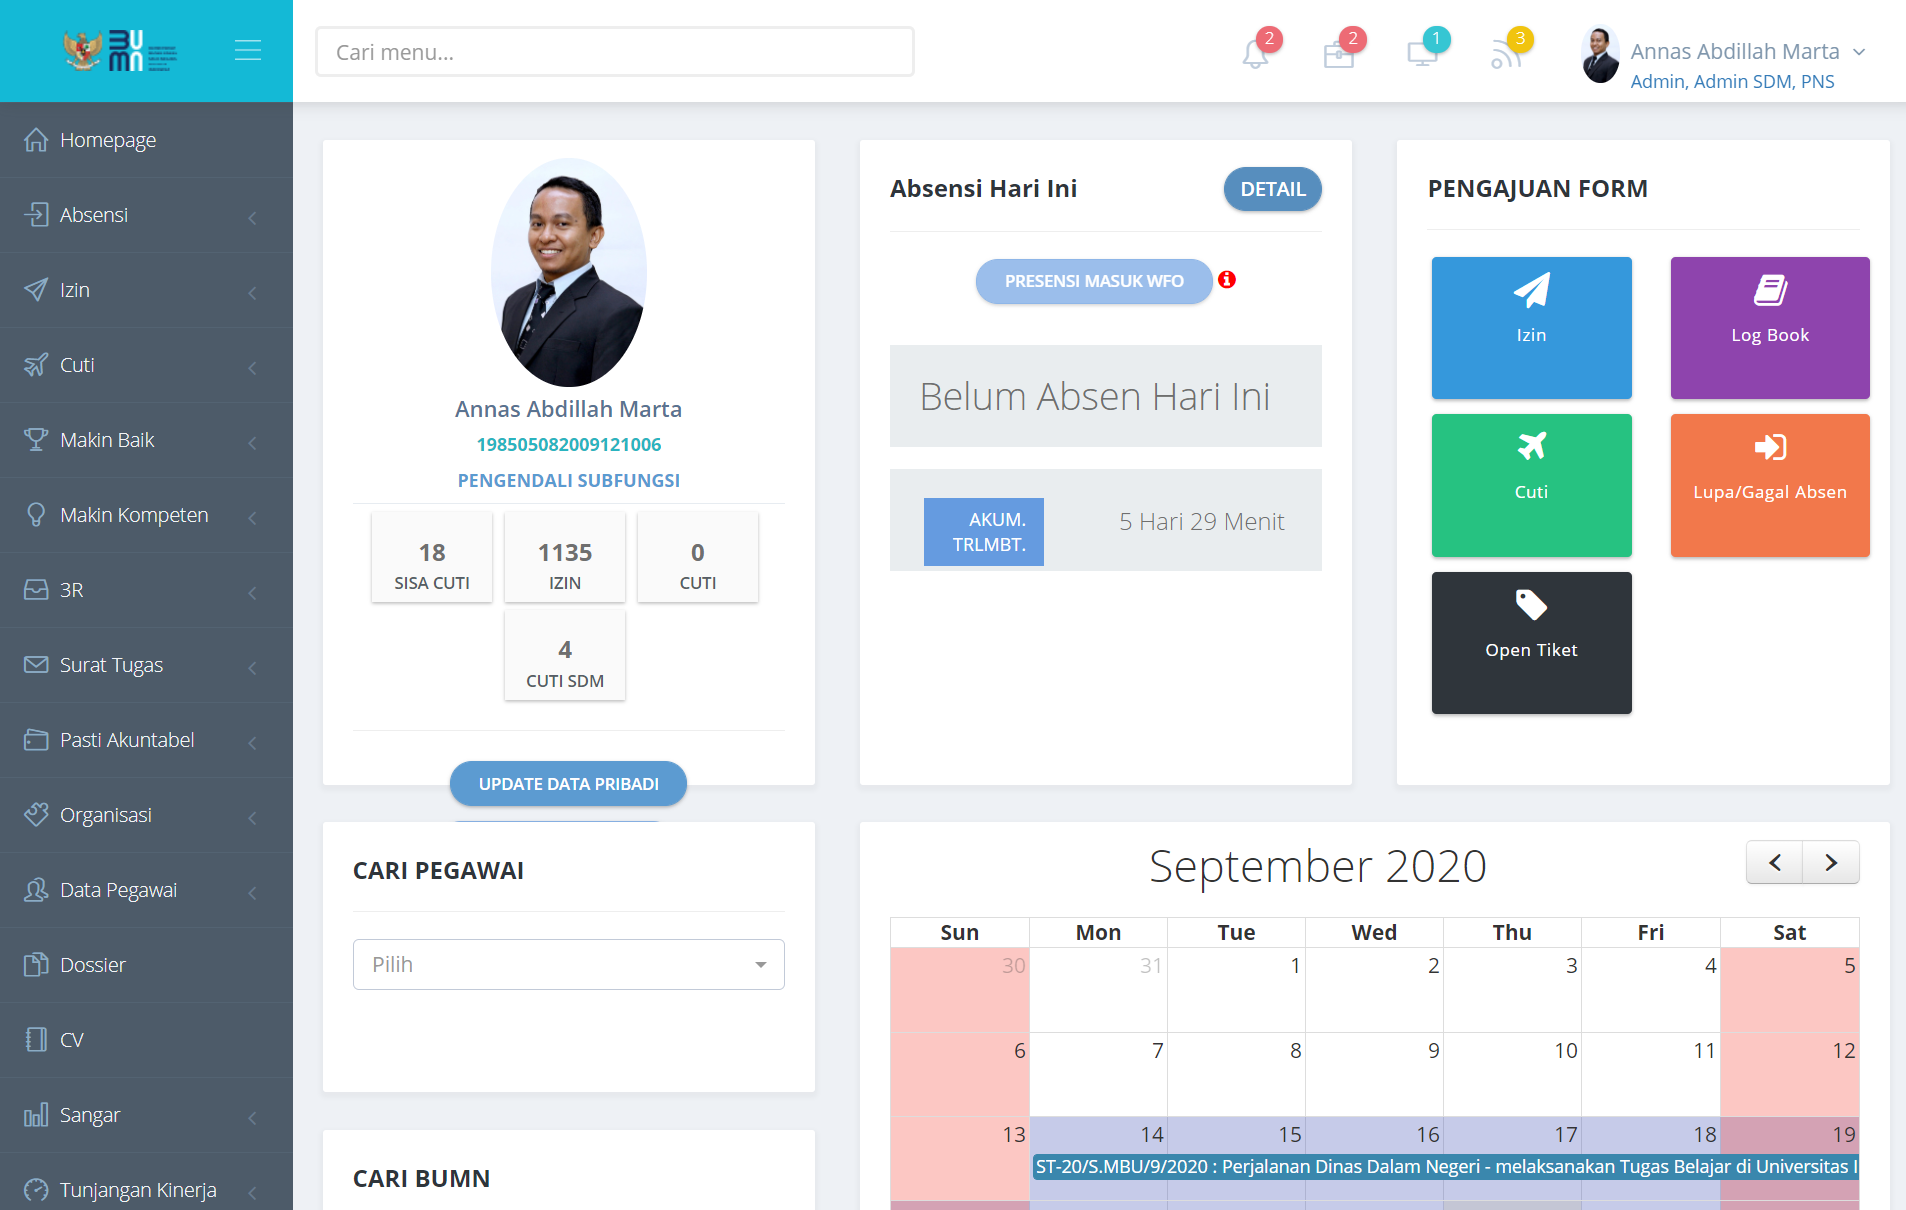 BUMN
Cari menu...
2
2
1
3
Annas Abdillah Marta
Admin, Admin SDM, PNS
Homepage
Absensi
Izin
Cuti
Makin Baik
Makin Kompeten
3R
Surat Tugas
Pasti Akuntabel
Organisasi
Data Pegawai
Dossier
CV
Sangar
Tunjangan Kinerja
Annas Abdillah Marta
198505082009121006
PENGENDALI SUBFUNGSI
18
SISA CUTI
1135
IZIN
0
CUTI
4
CUTI SDM
UPDATE DATA PRIBADI
Absensi Hari Ini
DETAIL
PRESENSI MASUK WFO
Belum Absen Hari Ini
AKUM.
TRLMBT.
5 Hari 29 Menit
PENGAJUAN FORM
Izin
Log Book
Cuti
Lupa/Gagal Absen
Open Tiket
CARI PEGAWAI
Pilih
CARI BUMN
September 2020
Sun Mon Tue Wed Thu Fri Sat
30 31 1 2 3 4 5
6 7 8 9 10 11 12
13 14 15 16 17 18 19
ST-20/S.MBU/9/2020 : Perjalanan Dinas Dalam Negeri - melaksanakan Tugas Belajar di Universitas I